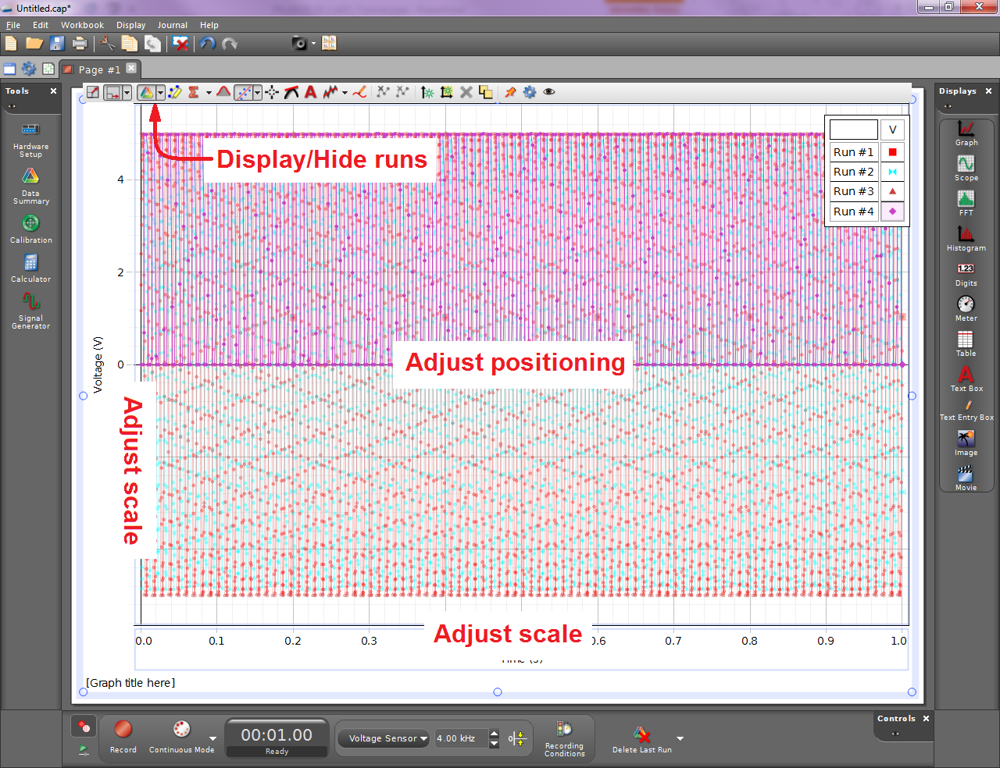 Untitled.cap*
File Edit Workbook Display Journal Help
Page #1
Tools
Hardware
Setup
Data
Summary
Calibration
Calculator
Signal
Generator
Display/Hide runs
V
Run #1
Run #2
Run #3
Run #4
4
2
0
Voltage (V)
Adjust positioning
Adjust scale
Adjust scale
0.0 0.1 0.2 0.3 0.6 0.7 0.8 0.9 1.0
Time (s)
[Graph title here]
Displays
Graph
Scope
FFT
Histogram
1.23
Digits
Meter
Table
Text Box
Text Entry Box
Image
Movie
Record
Continuous Mode
00:01.00
Ready
Voltage Sensor
4.00 kHz
Recording
Conditions
Delete Last Run
Controls